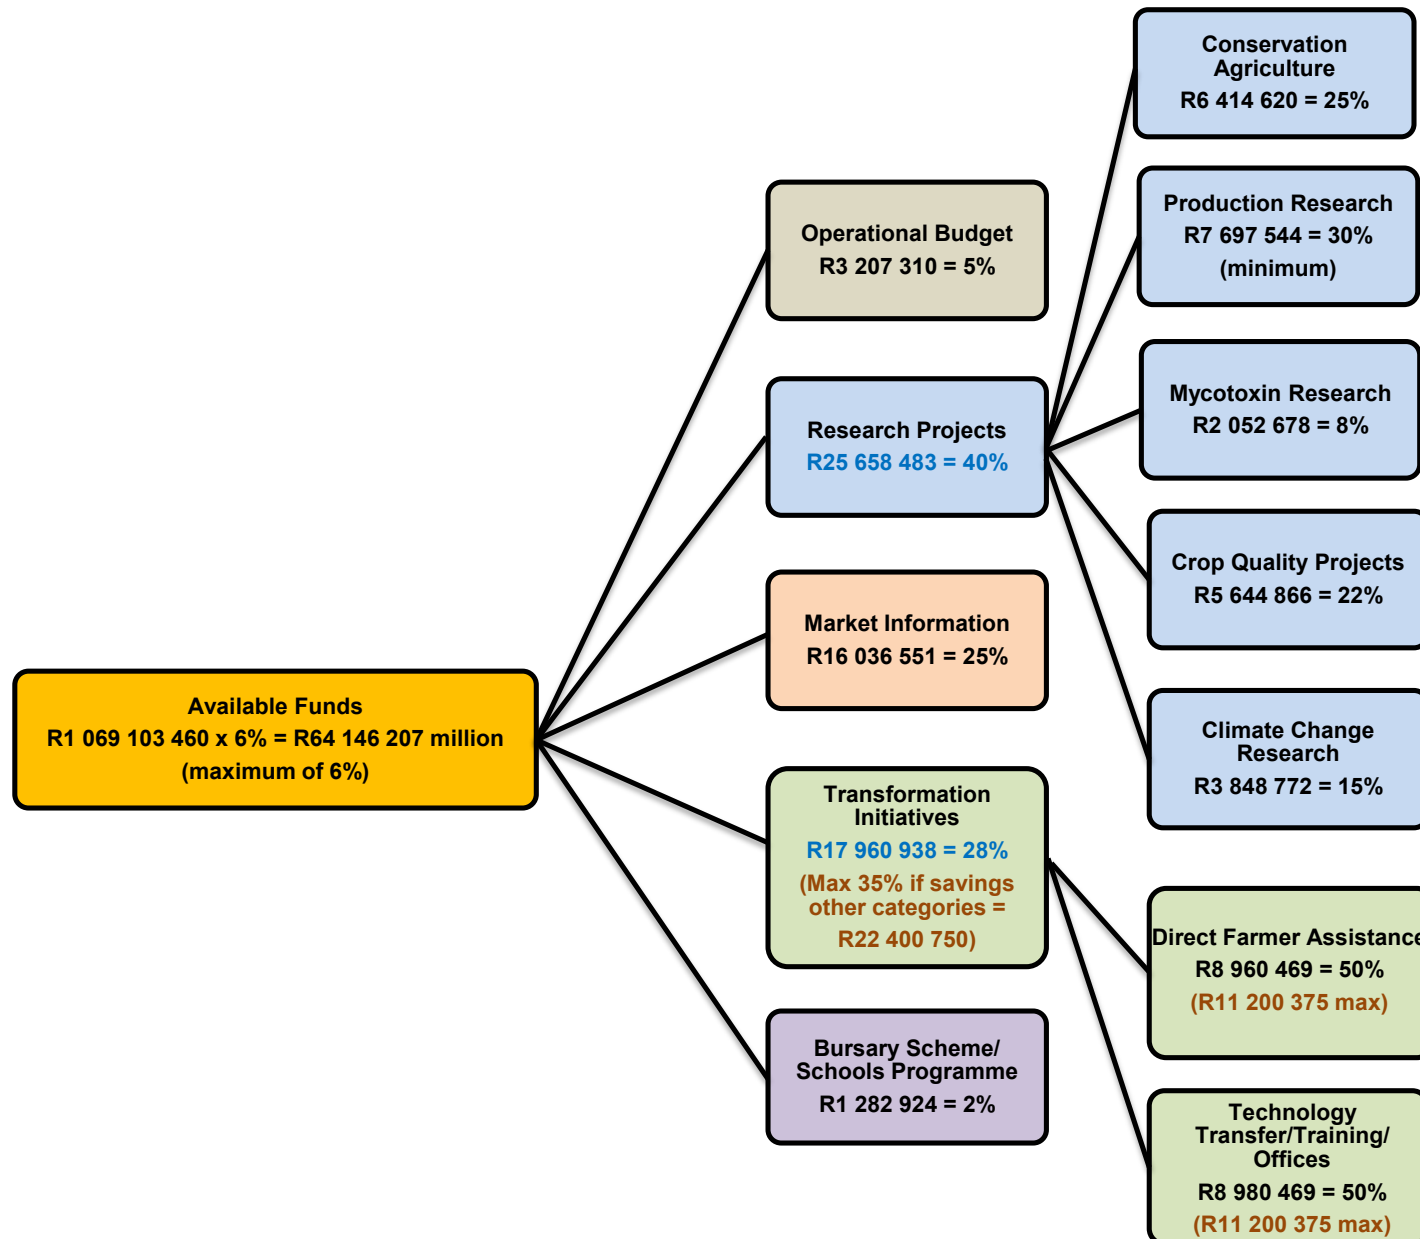 Available Funds
R1 069 103 460 x 6% = R64 146 207 million
(maximum of 6%)
Operational Budget
R3 207 310 = 5%
Research Projects
R25 658 483 = 40%
Market Information
R16 036 551 = 25%
Transformation
Initiatives
R17 960 938 = 28%
(Max 35% if savings
other categories =
R22 400 750)
Bursary Scheme/
Schools Programme
R1 282 924 = 2%
Conservation
Agriculture
R6 414 620 = 25%
Production Research
R7 697 544 = 30%
(minimum)
Mycotoxin Research
R2 052 678 = 8%
Crop Quality Projects
R5 644 866 = 22%
Climate Change
Research
R3 848 772 = 15%
Direct Farmer Assistance
R8 960 469 = 50%
(R11 200 375 max)
Technology
Transfer/Training/
Offices
R8 980 469 = 50%
(R11 200 375 max)